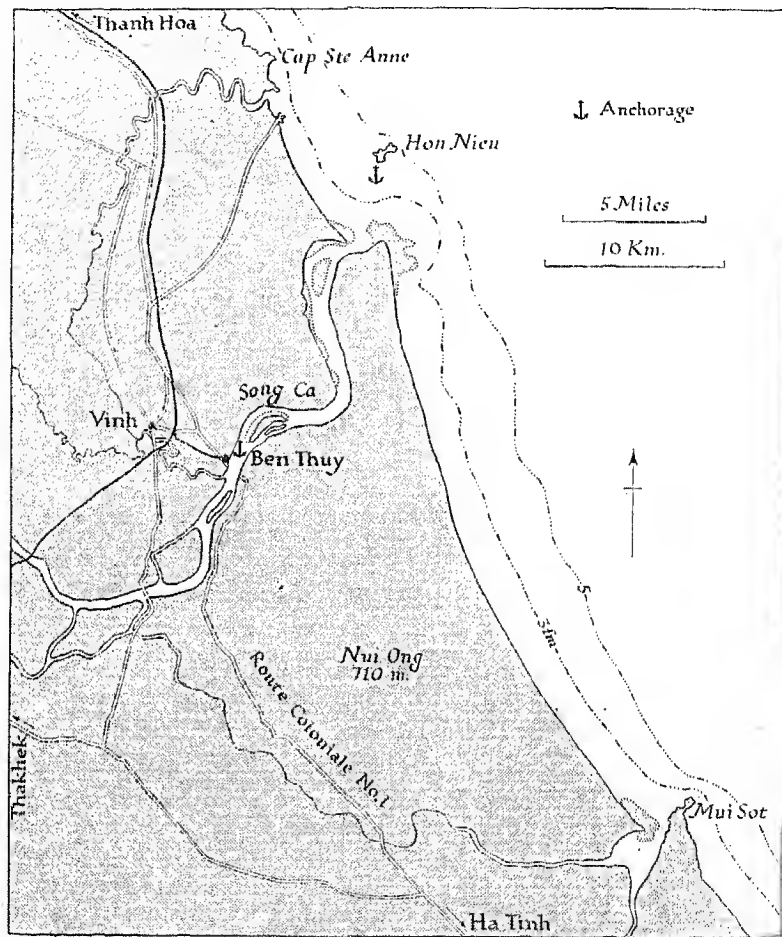 Thanh Hoa
Cap Ste Anne
Anchorage
Hon Nieu
5 Miles
10 Km.
Song Ca
Vinh
Ben Thuy
Nui Ong
710 m.
Route Coloniale No.1
5
Thakhek
Mui Sot
Ha Tinh